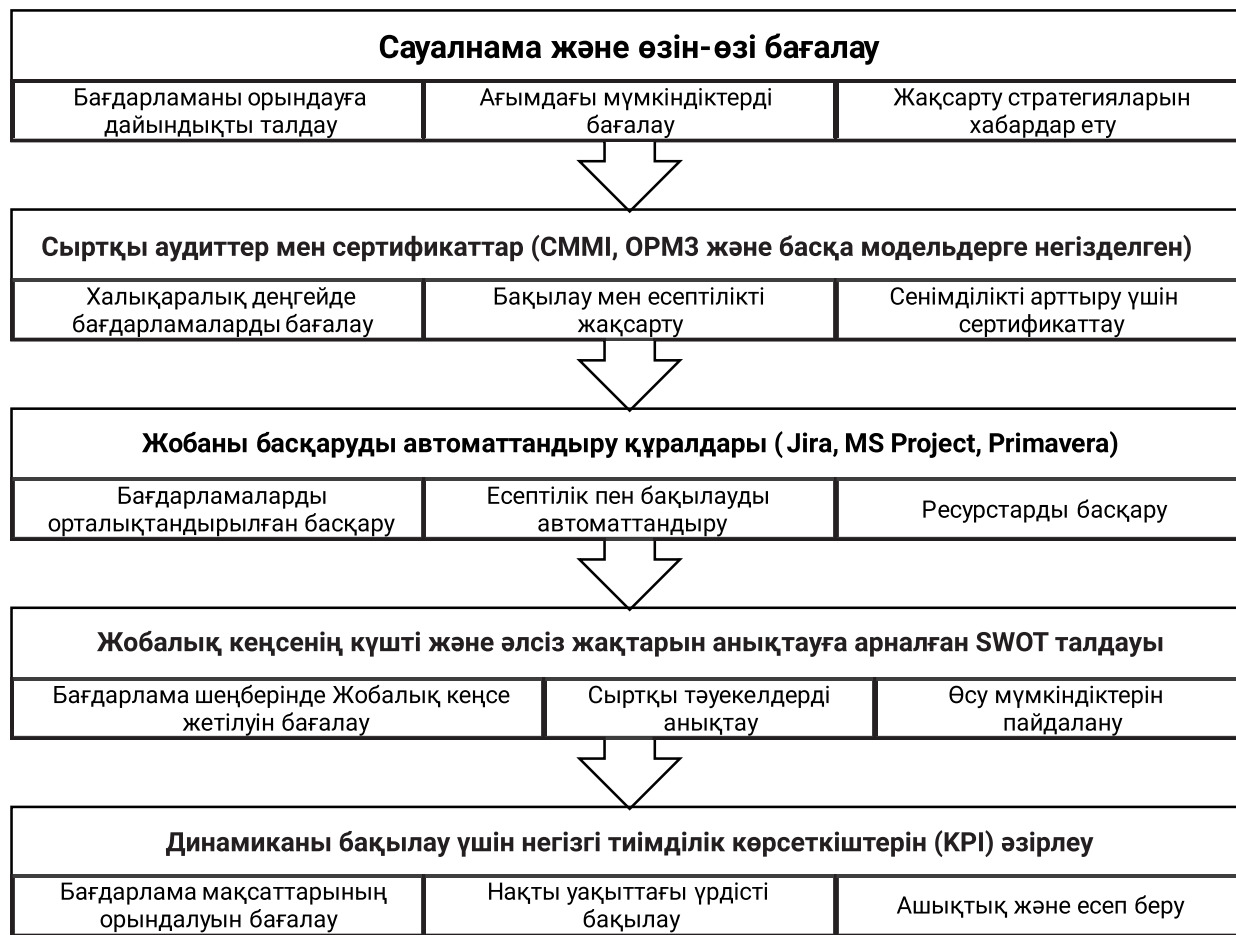 Сауалнама және өзін-өзі бағалау
Бағдарламаны орындауға
дайындықты талдау
Ағымдағы мүмкіндіктерді
бағалау
Жақсарту стратегияларын
хабардар ету
Сыртқы аудиттер мен сертификаттар (CMMI, OPM3 және басқа модельдерге негізделген)
Халықаралық деңгейде
бағдарламаларды бағалау
Бақылау мен есептілікті
жақсарту
Сенімділікті арттыру үшін
сертификаттау
Жобаны басқаруды автоматтандыру құралдары (Jira, MS Project, Primavera)
Бағдарламаларды
орталықтандырылған басқару
Есептілік пен бақылауды
автоматтандыру
Ресурстарды басқару
Жобалық кеңсенің күшті және әлсіз жақтарын анықтауға арналған SWOT талдауы
Бағдарлама шеңберінде Жобалық кеңсе
жетілуін бағалау
Сыртқы тәуекелдерді
анықтау
Өсу мүмкіндіктерін
пайдалану
Динамиканы бақылау үшін негізгі тиімділік көрсеткіштерін (KPI) әзірлеу
Бағдарлама мақсаттарының
орындалуын бағалау
Нақты уақыттағы үрдісті
бақылау
Ашықтық және есеп беру